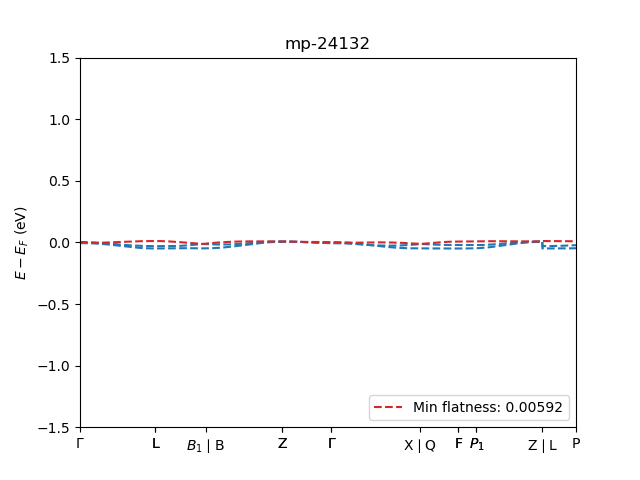 mp-24132
E − E_F (eV)
1.5
1.0
0.5
0.0
−0.5
−1.0
−1.5
Min flatness: 0.00592
Γ L B₁ | B Z Γ X | Q F P₁ Z | L P